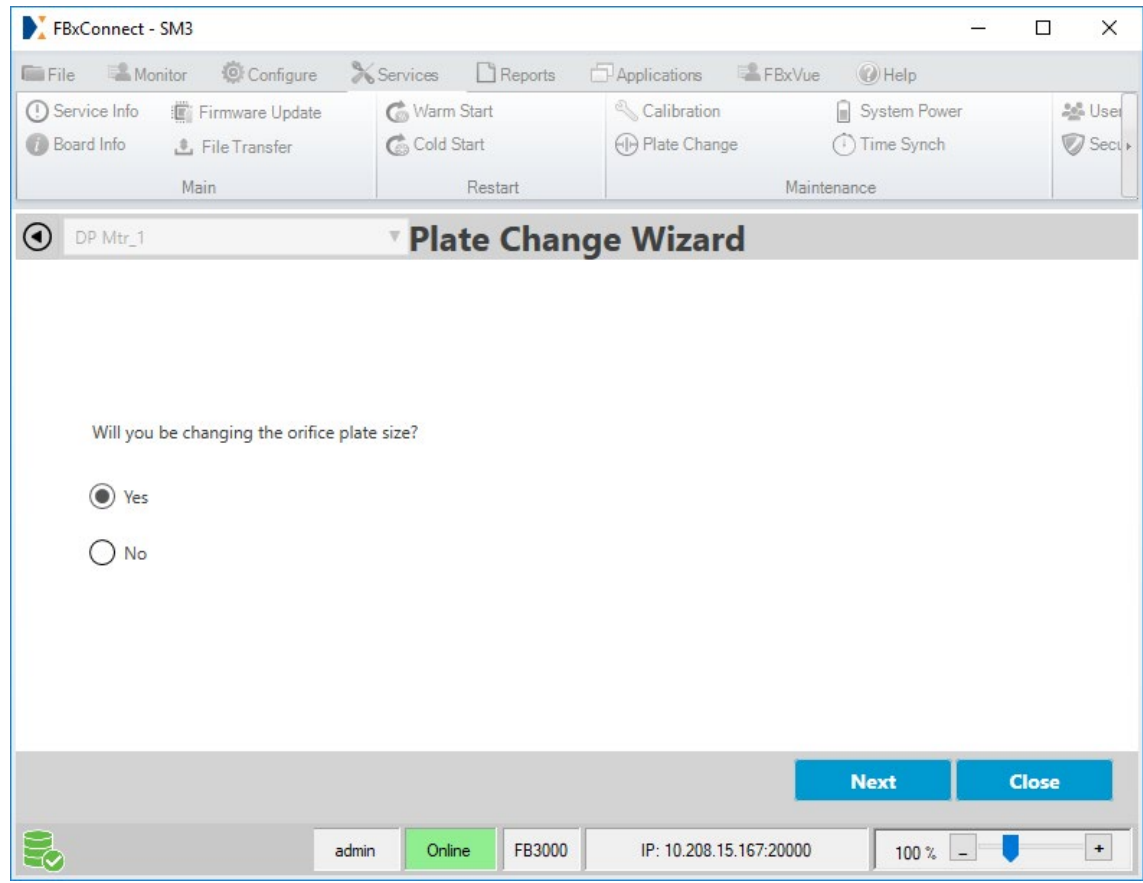 FBxConnect - SM3
File Monitor Configure Services Reports Applications FBxVue Help
Service Info Firmware Update Warm Start Calibration System Power User
Board Info File Transfer Cold Start Plate Change Time Synch Secu
Main Restart Maintenance
DP Mtr_1 Plate Change Wizard
Will you be changing the orifice plate size?
Yes
No
Next Close
admin Online FB3000 IP: 10.208.15.167:20000 100 % - +